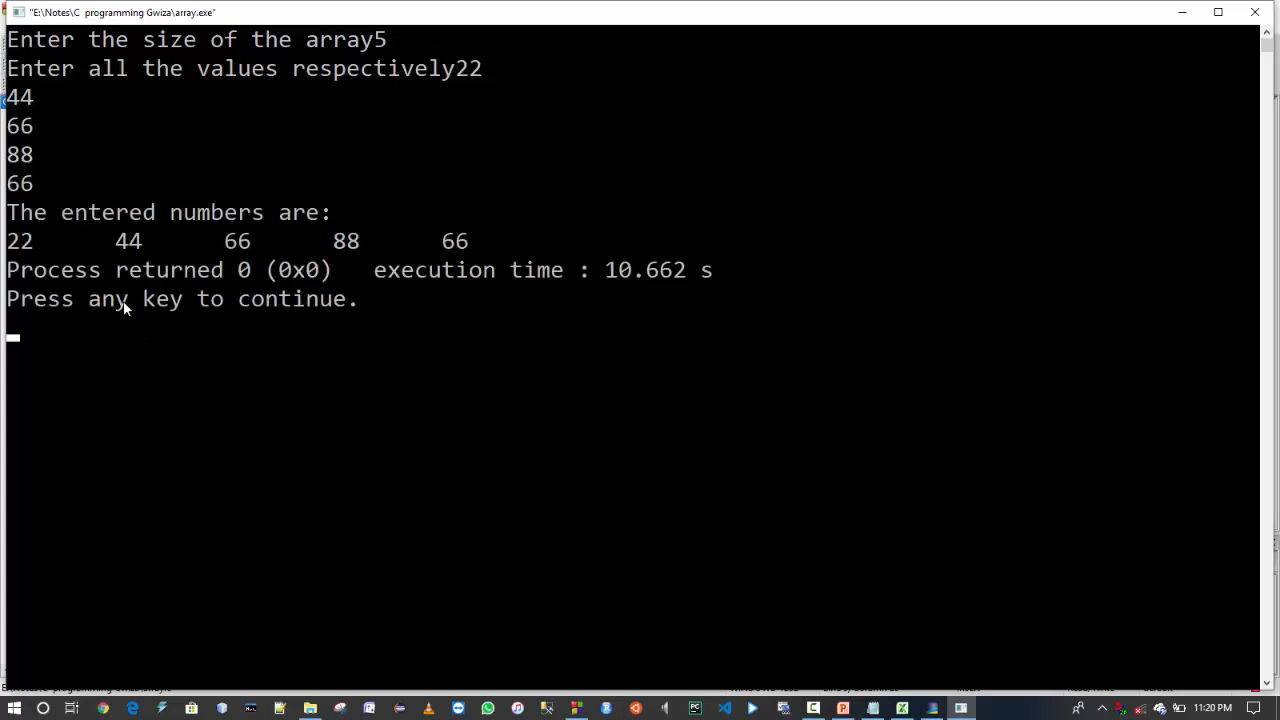 "E:\Notes\C  programming Gwiza\array.exe"
Enter the size of the array5
Enter all the values respectively22
44
66
88
66
The entered numbers are:
22      44      66      88      66
Process returned 0 (0x0)   execution time : 10.662 s
Press any key to continue.
11:20 PM